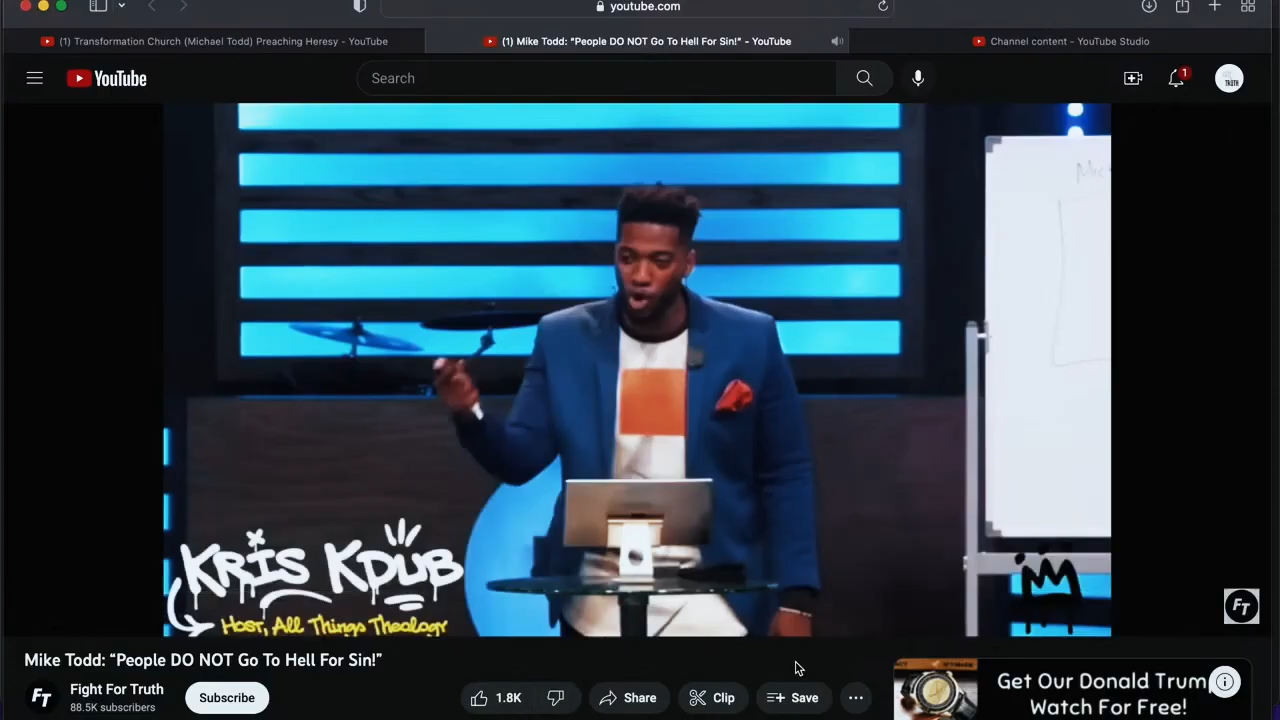 youtube.com
(1) Transformation Church (Michael Todd) Preaching Heresy - YouTube
(1) Mike Todd: “People DO NOT Go To Hell For Sin!” - YouTube
Channel content - YouTube Studio
YouTube
Search
1
TRUTH
KRIS KDUB
HOST, All Things Theology
FT
Mike Todd: “People DO NOT Go To Hell For Sin!”
FT
Fight For Truth
88.5K subscribers
Subscribe
1.8K
Share
Clip
Save
Get Our Donald Trump
Watch For Free!